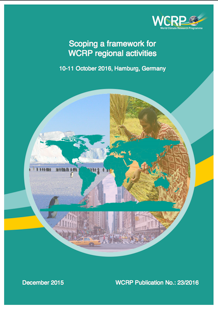 WCRP
World Climate Research Programme
Scoping a framework for
WCRP regional activities
10-11 October 2016, Hamburg, Germany
December 2015
WCRP Publication No.: 23/2016